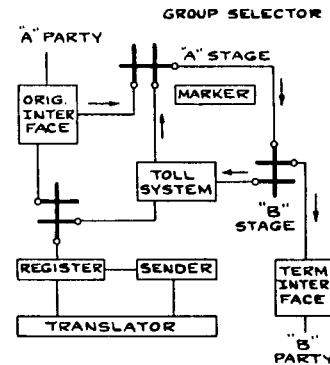 GROUP SELECTOR
"A" PARTY
"A" STAGE
ORIG.
INTER
FACE
MARKER
TOLL
SYSTEM
"B"
STAGE
REGISTER
SENDER
TRANSLATOR
TERM
INTER
FACE
"B"
PARTY